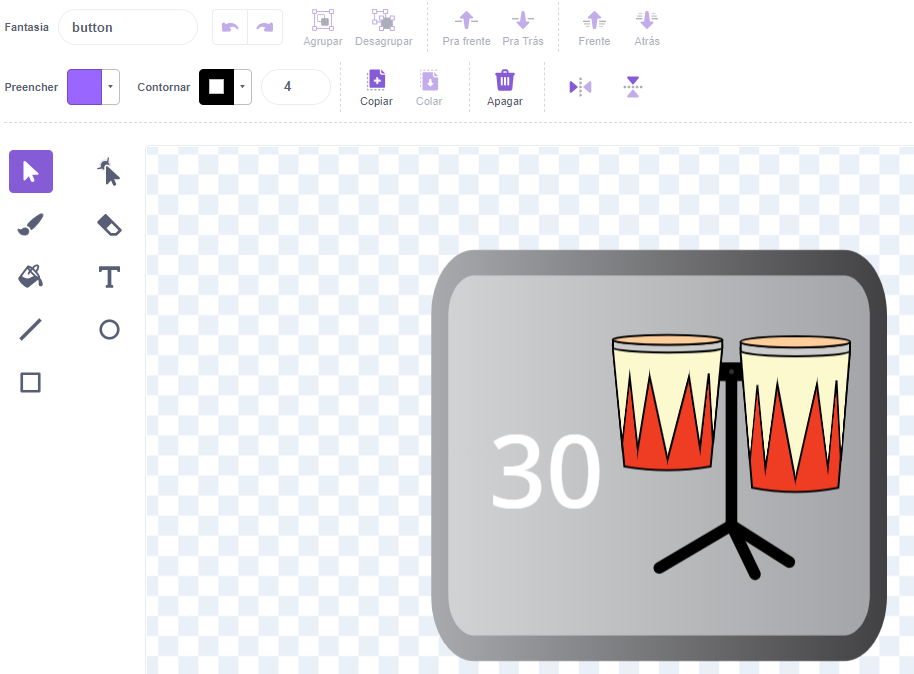 Fantasia button Agrupar Desagrupar Pra frente Pra Trás Frente Atrás
Preencher Contornar 4 Copiar Colar Apagar
T
30